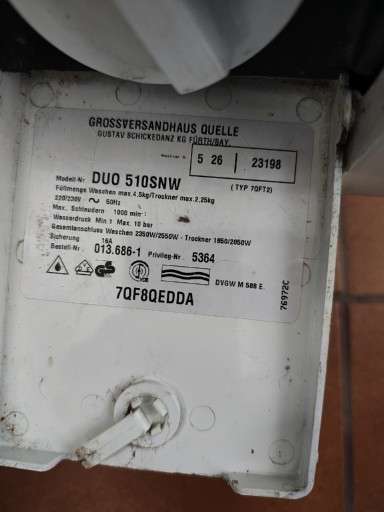 GROSSVERSANDHAUS QUELLE
GUSTAV SCHICKEDANZ KG FÜRTH/BAY.
Maschinen N
5 26 23198
Modell-Nr DUO 510SNW (TYP 7QFT2)
Füllmenge Waschen max.4.5kg/Trockner max.2.25kg
220/230V~ 50Hz
Max. Schleudern 1000 min
Wasserdruck Min 1 Max. 10 bar
Gesamtanschluss Waschen 2350W//2550W - Trockner 1850/2050W
Sicherung 16A
Bestell-Nr 013.686-1 Privileg-Nr 5364
GS
DVGW M 588 E.
7QF8QEDDA
76972C